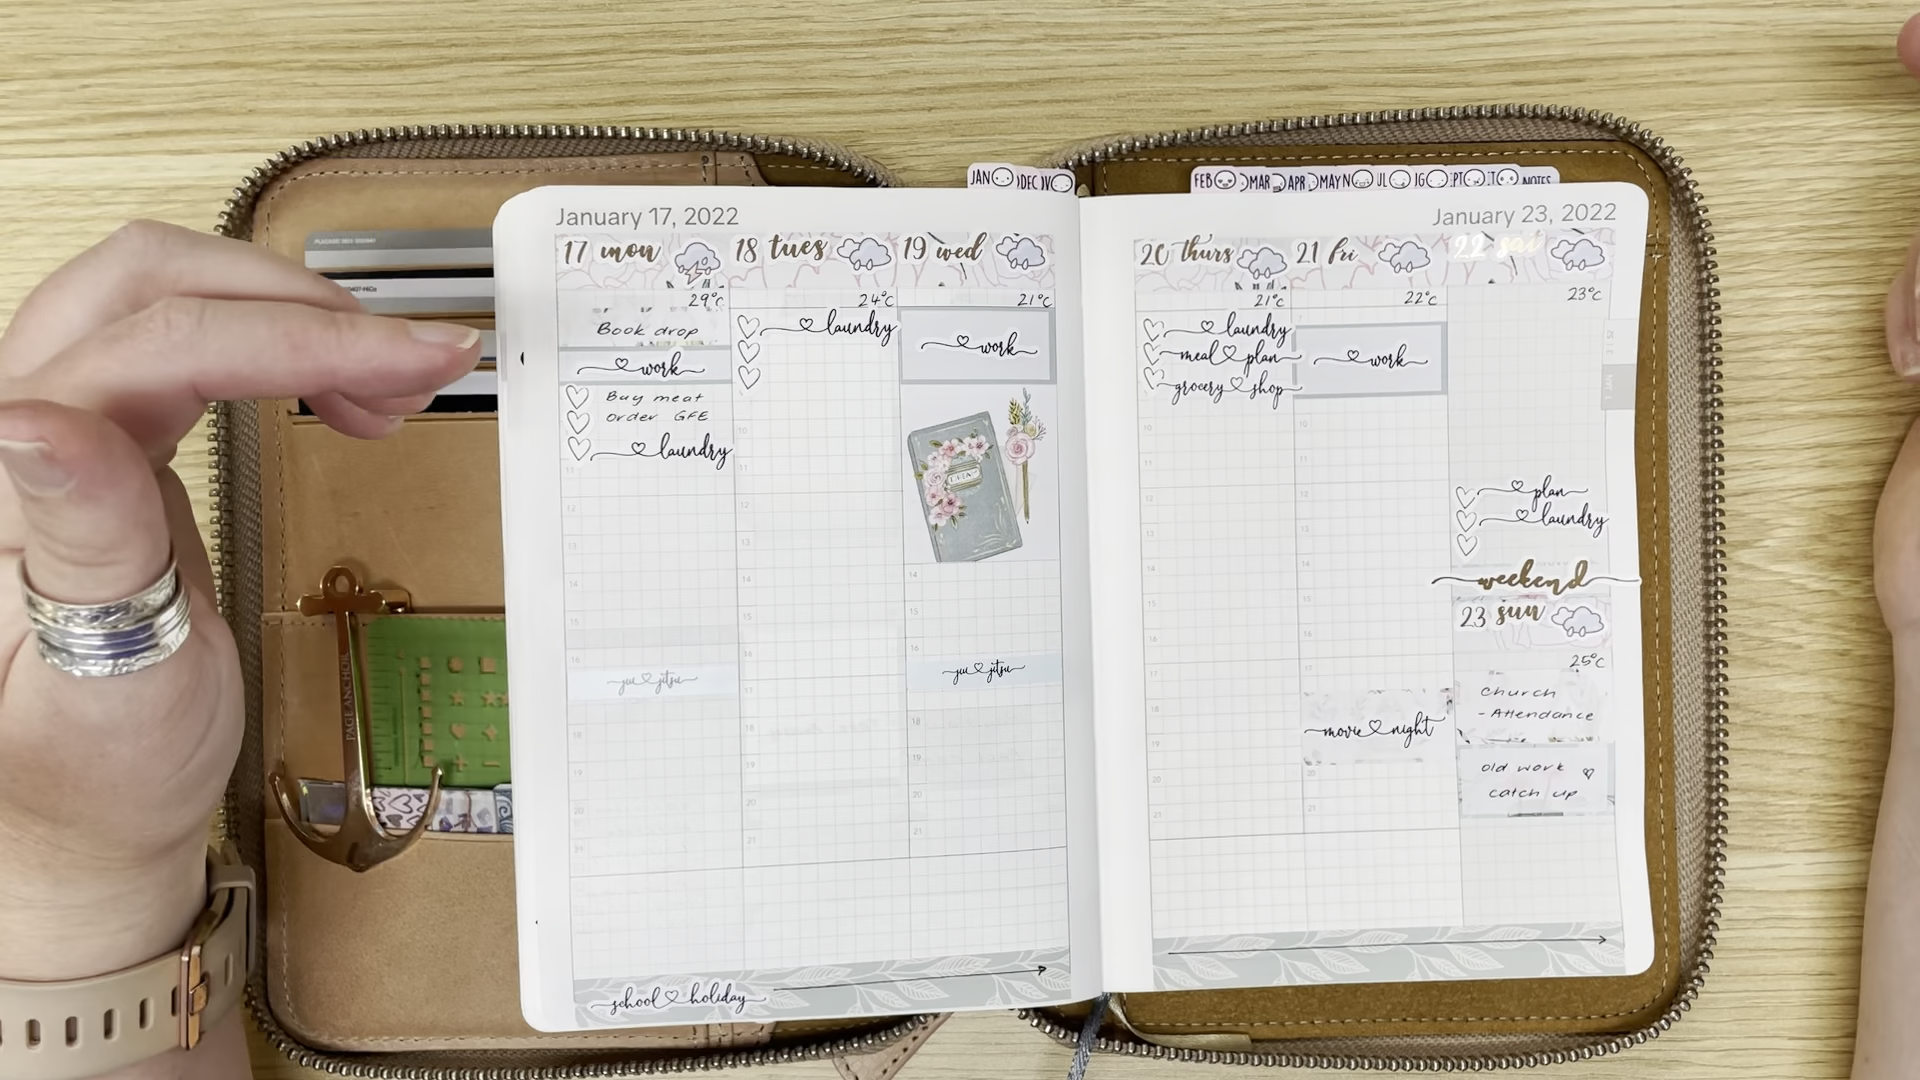 JAN
DEC
FEB
MAR
APR
MAY
NOTES
January 17, 2022
January 23, 2022
17 mon
29°C
Book drop
work
Buy meat
order GFE
laundry
jiu jitsu
18 tues
24°C
laundry
19 wed
21°C
work
jiu jitsu
school holiday
20 thurs
21°C
laundry
meal plan
grocery shop
21 fri
22°C
work
movie night
22 sat
23°C
plan
laundry
weekend
23 sun
25°C
church
- Attendance
old work
catch up
PAGE ANCHOR